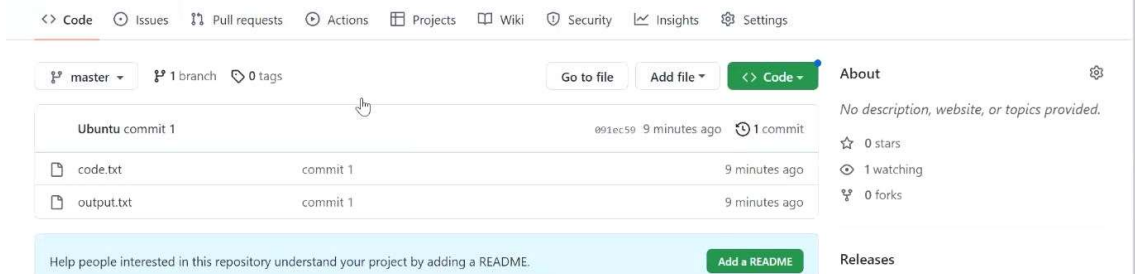 Code Issues Pull requests Actions Projects Wiki Security Insights Settings
master 1 branch 0 tags Go to file Add file Code
Ubuntu commit 1 091ec59 9 minutes ago 1 commit
code.txt commit 1 9 minutes ago
output.txt commit 1 9 minutes ago
Help people interested in this repository understand your project by adding a README. Add a README
About
No description, website, or topics provided.
0 stars
1 watching
0 forks
Releases